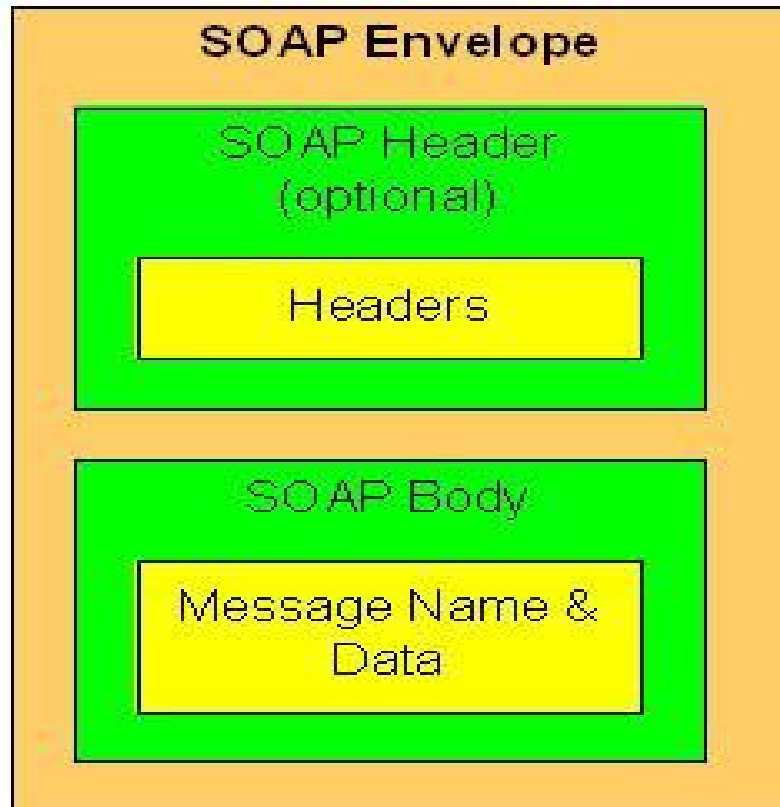 SOAP Envelope
SOAP Header
(optional)
Headers
SOAP Body
Message Name &
Data